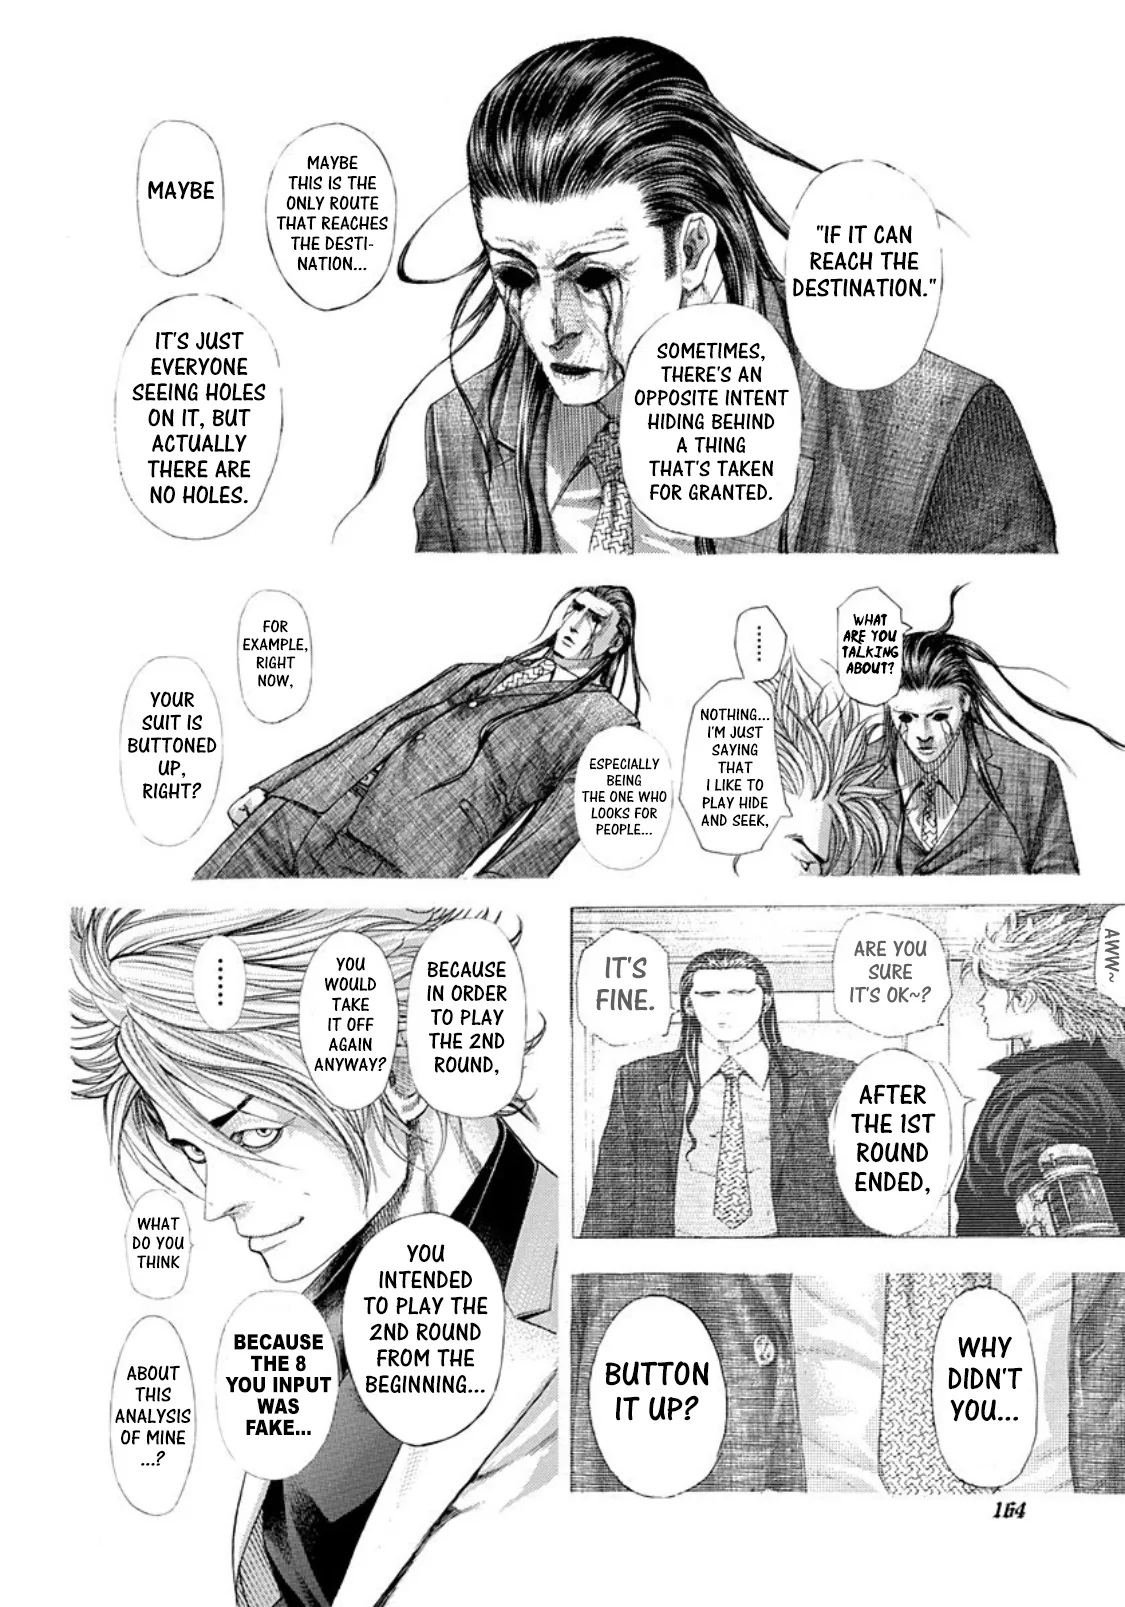 "IF IT CAN
REACH THE
DESTINATION."
SOMETIMES,
THERE'S AN
OPPOSITE INTENT
HIDING BEHIND
A THING
THAT'S TAKEN
FOR GRANTED.
MAYBE
THIS IS THE
ONLY ROUTE
THAT REACHES
THE DESTI-
NATION...
MAYBE
IT'S JUST
EVERYONE
SEEING HOLES
ON IT, BUT
ACTUALLY
THERE ARE
NO HOLES.
WHAT
ARE YOU
TALKING
ABOUT?
......
NOTHING...
I'M JUST
SAYING
THAT
I LIKE TO
PLAY HIDE
AND SEEK,
ESPECIALLY
BEING
THE ONE WHO
LOOKS FOR
PEOPLE...
FOR
EXAMPLE,
RIGHT
NOW,
YOUR
SUIT IS
BUTTONED
UP,
RIGHT?
AWW~
ARE YOU
SURE
IT'S OK~?
IT'S
FINE.
AFTER
THE 1ST
ROUND
ENDED,
WHY
DIDN'T
YOU...
BUTTON
IT UP?
BECAUSE
IN ORDER
TO PLAY
THE 2ND
ROUND,
YOU
WOULD
TAKE
IT OFF
AGAIN
ANYWAY?
......
YOU
INTENDED
TO PLAY THE
2ND ROUND
FROM THE
BEGINNING...
BECAUSE
THE 8
YOU INPUT
WAS
FAKE...
WHAT
DO YOU
THINK
ABOUT
THIS
ANALYSIS
OF MINE
...?
164